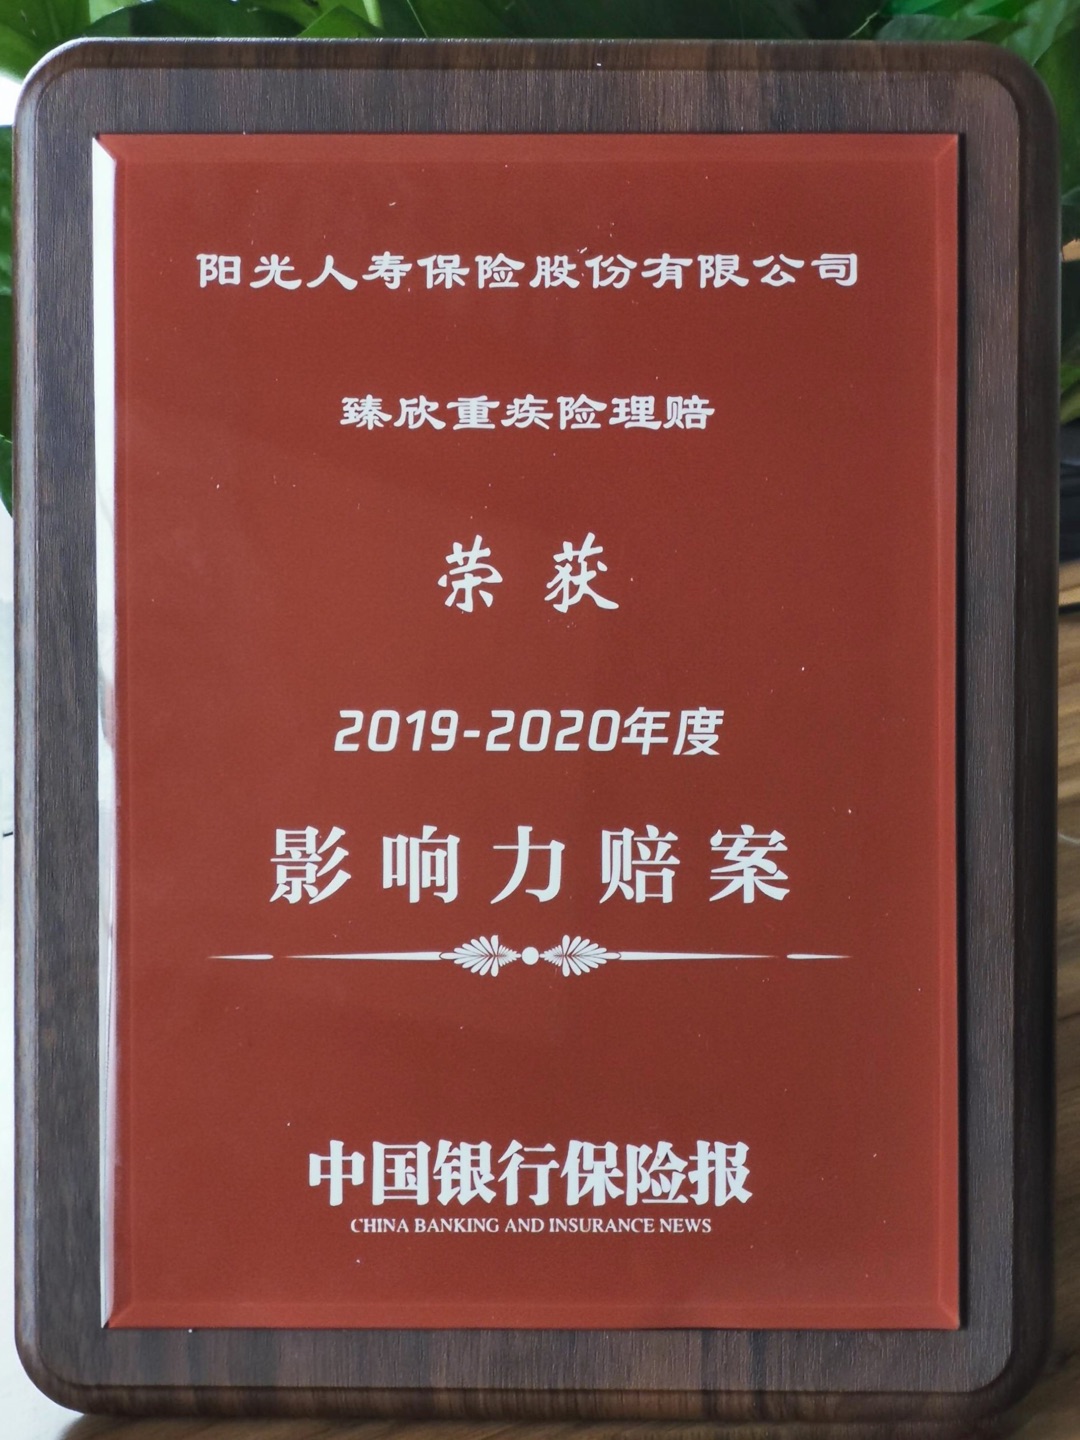 阳光人寿保险股份有限公司
臻欣重疾险理赔
荣获
2019-2020年度
影响力赔案
中国银行保险报
CHINA BANKING AND INSURANCE NEWS